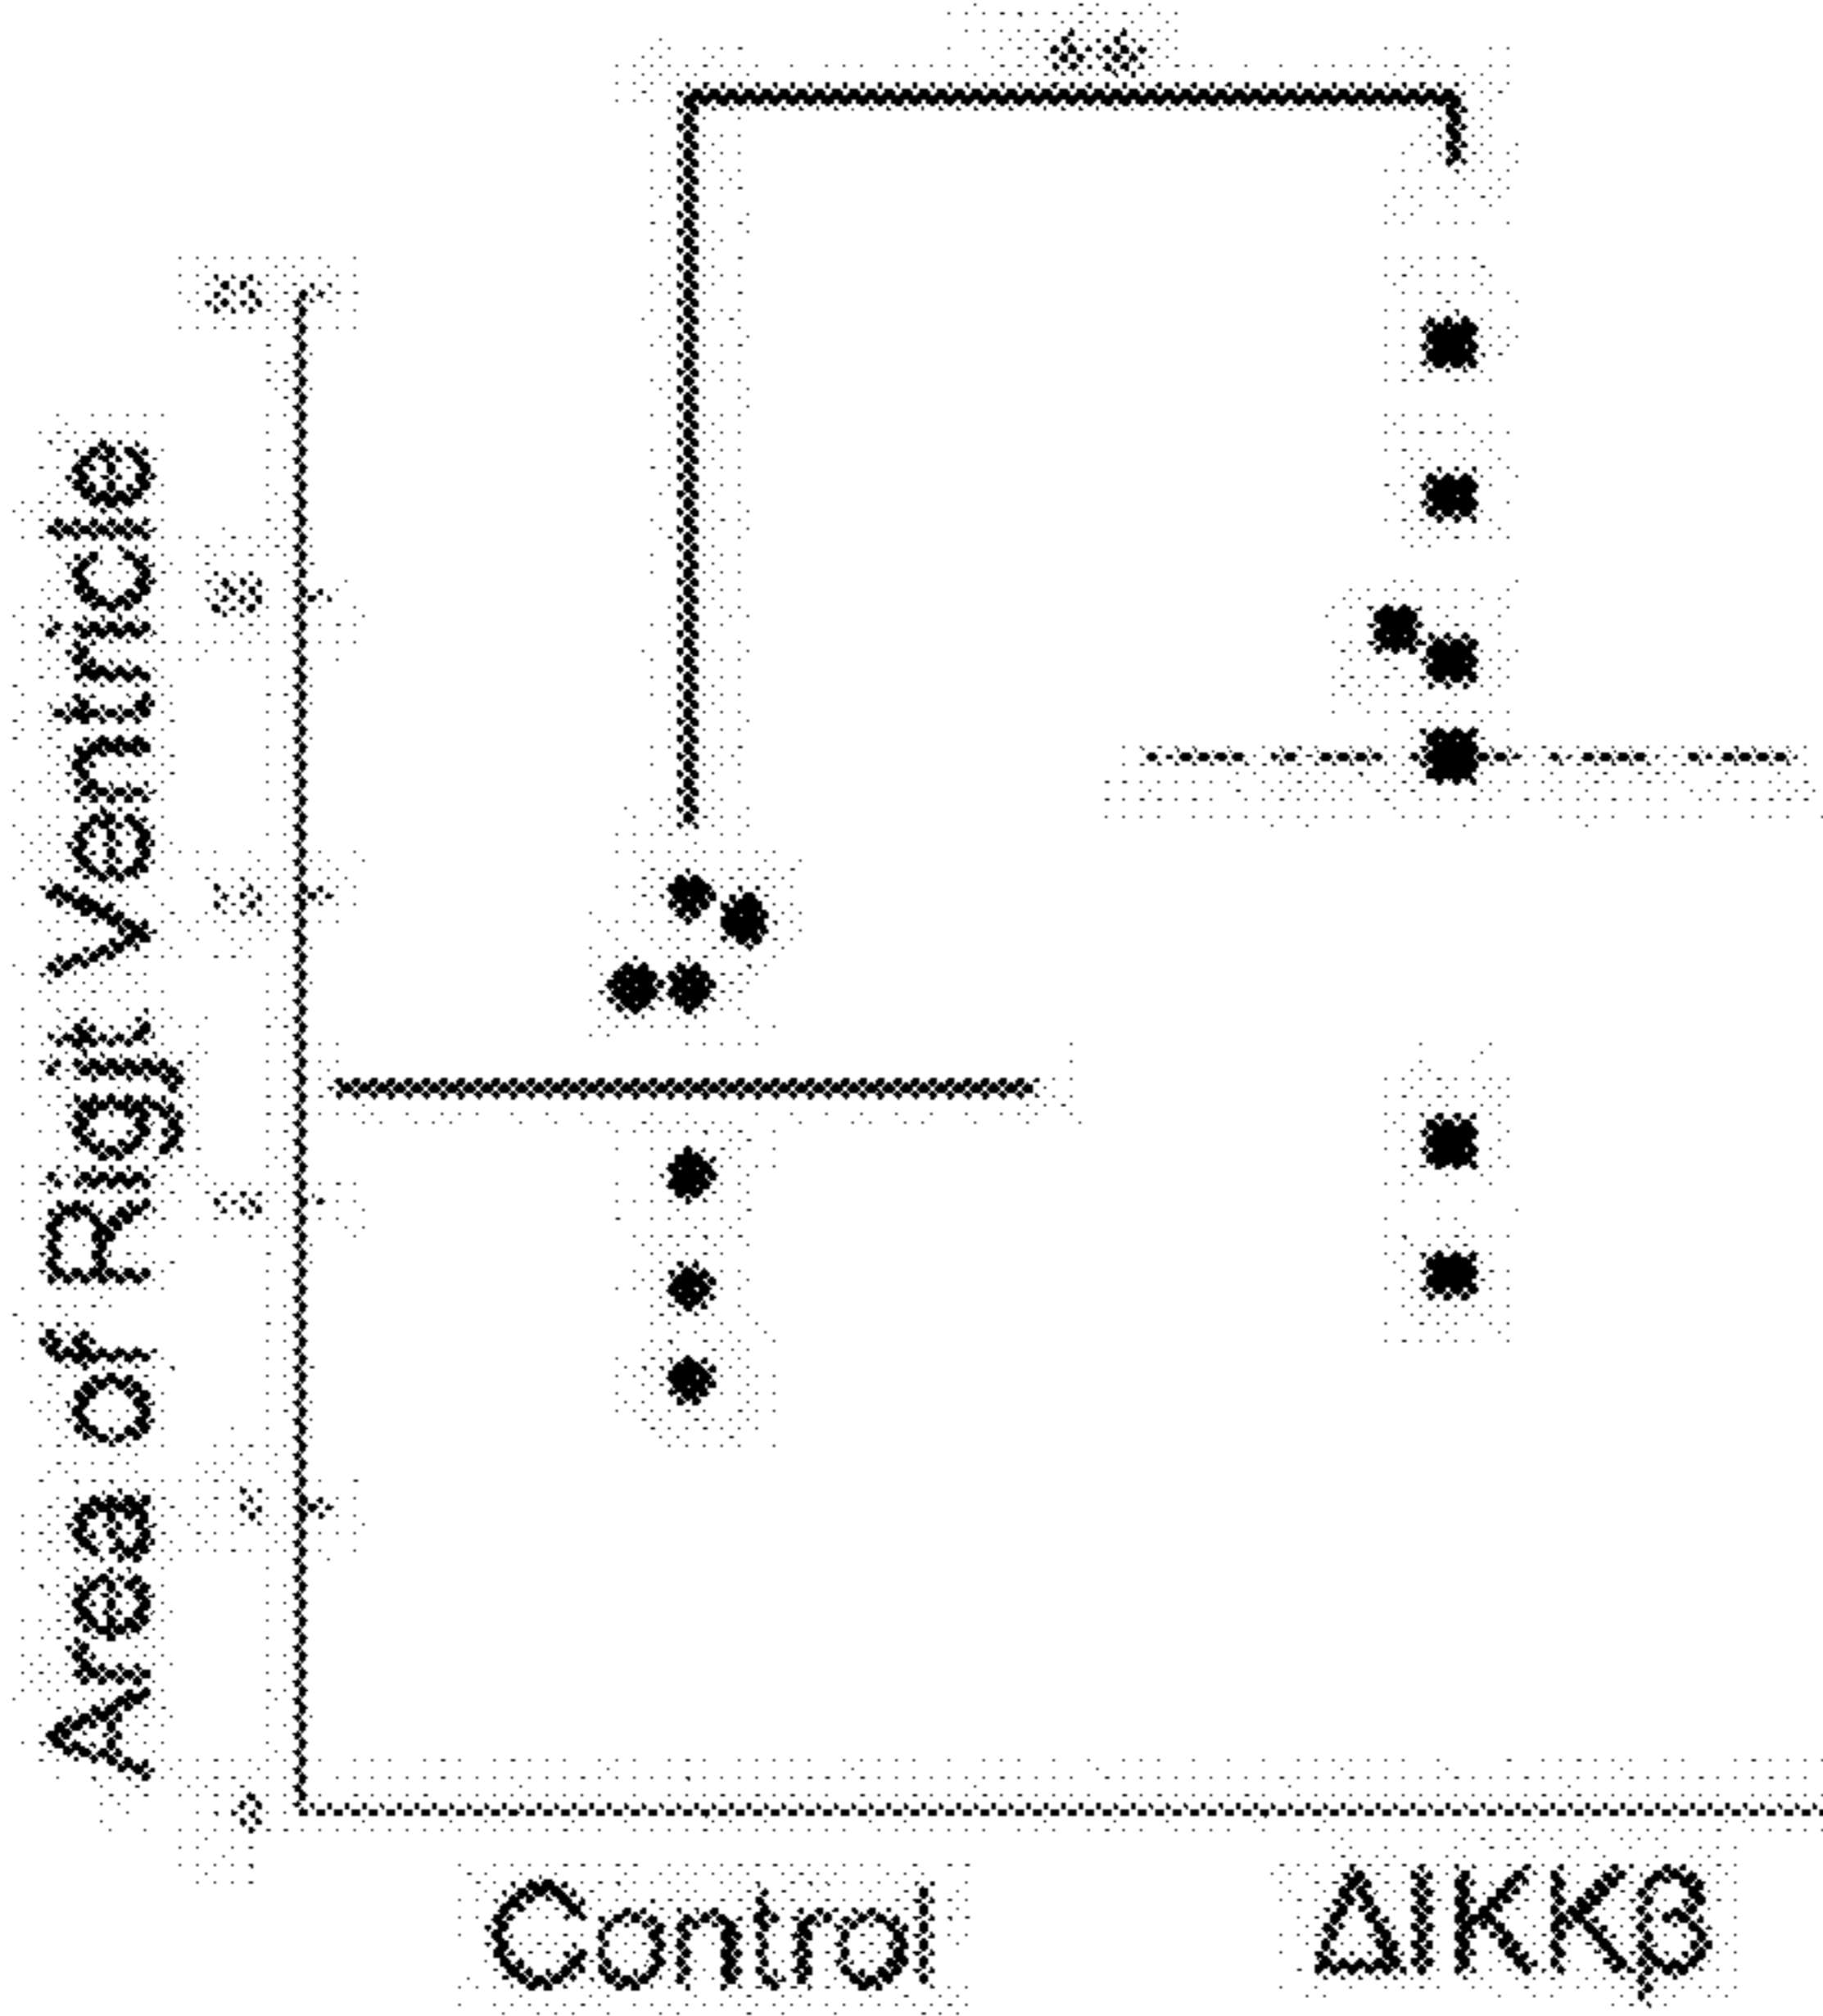 **
Area of Right Ventricle
Control
ΔIKKβ